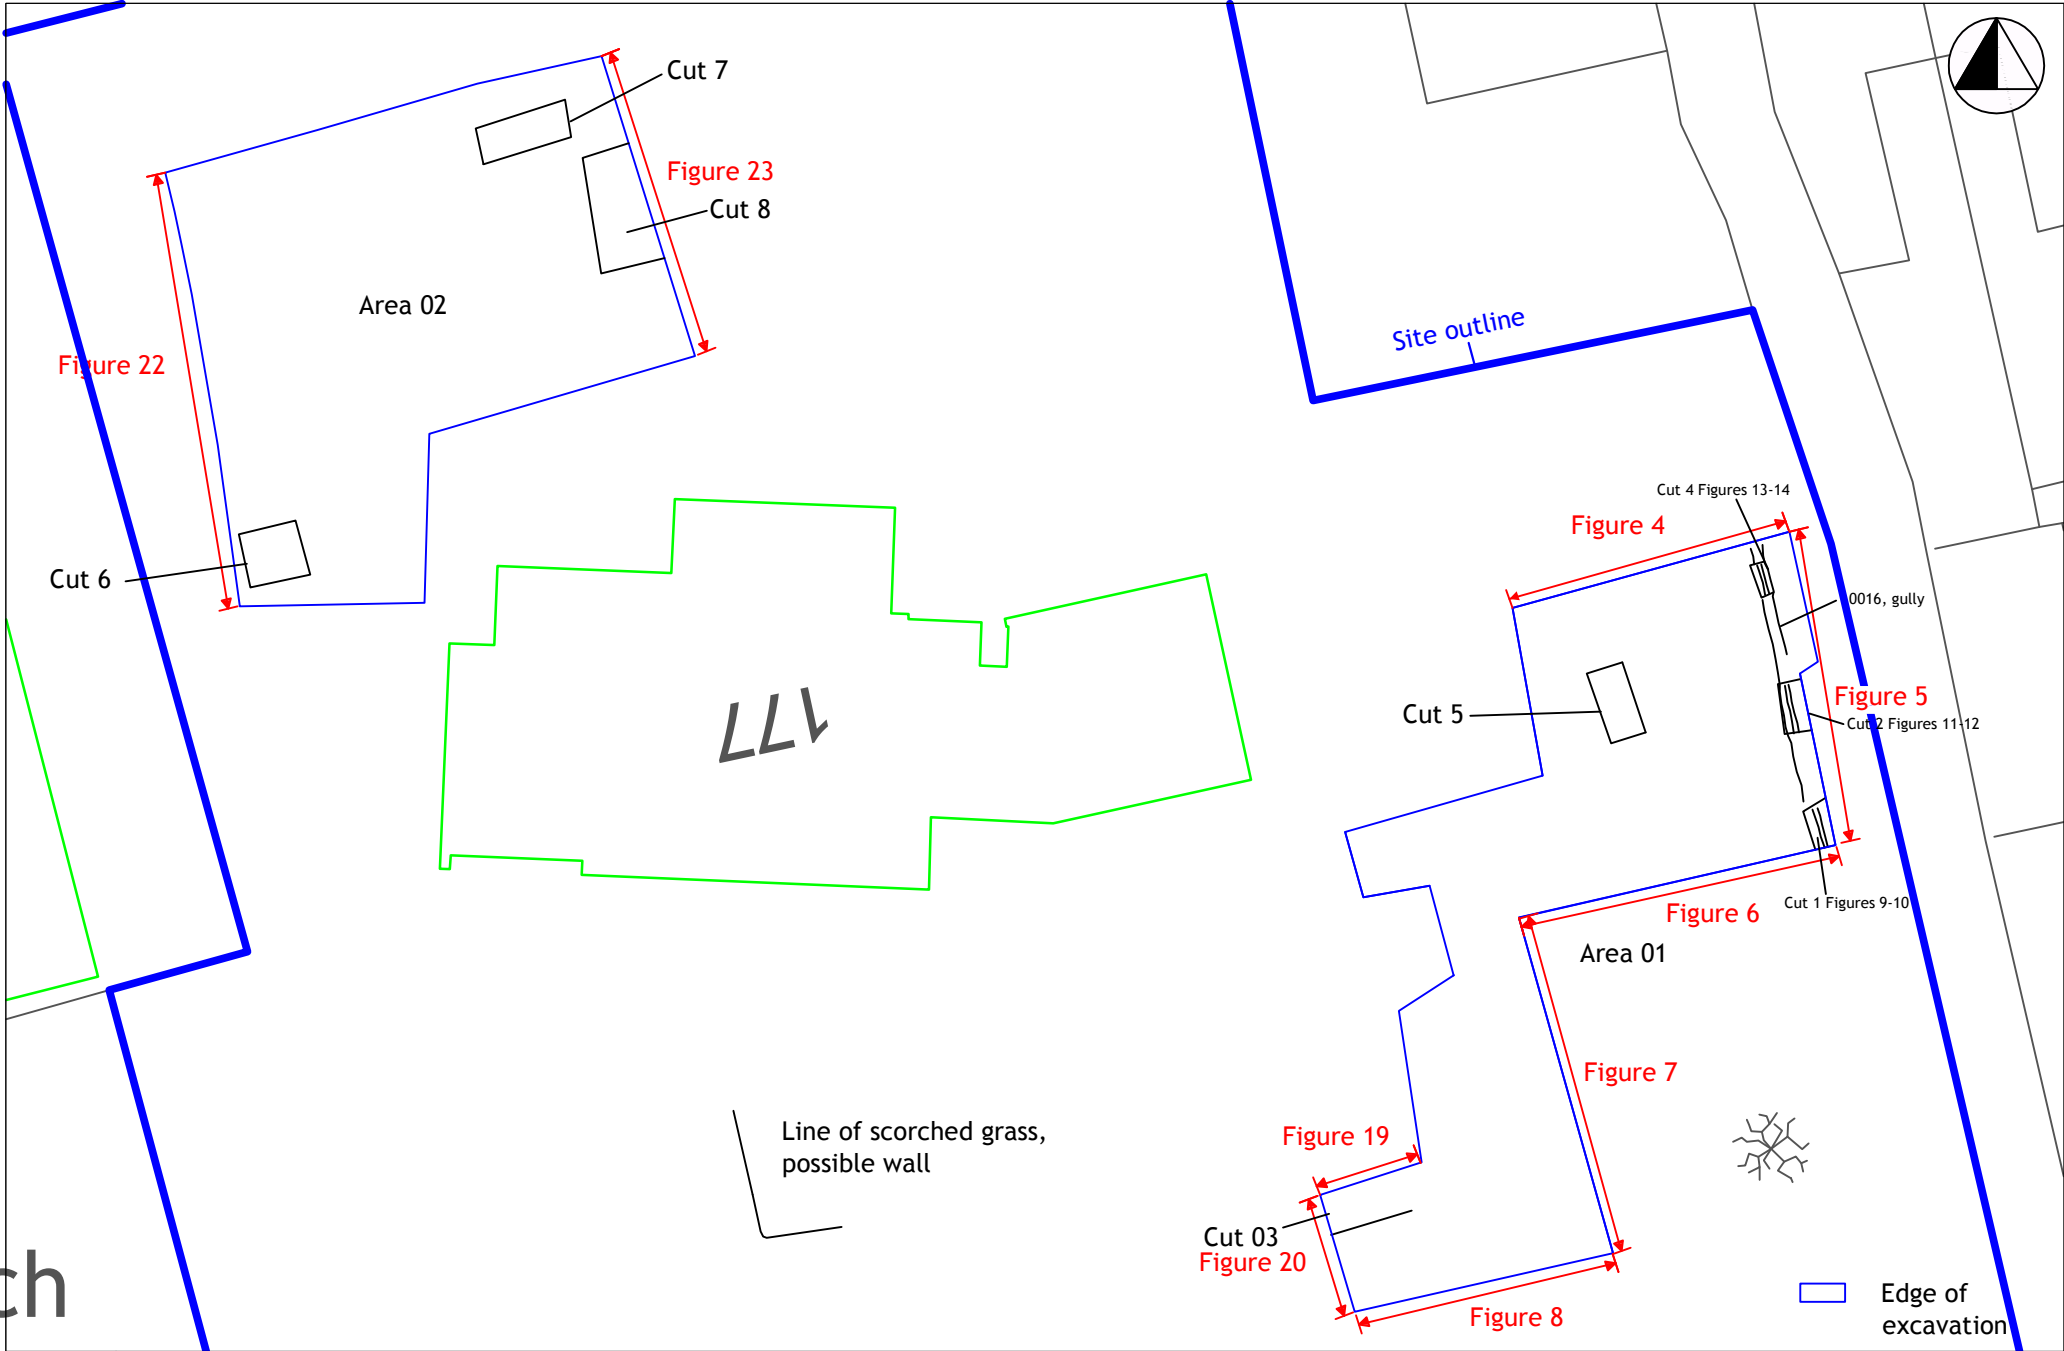 Cut 7
Figure 23
Cut 8
Area 02
Site outline
Figure 22
Cut 4 Figures 13-14
Figure 4
Cut 6
0016, gully
Figure 5
177
Cut 5
Cut 2 Figures 11-12
Cut 1 Figures 9-10
Figure 6
Area 01
Figure 7
Line of scorched grass,
possible wall
Figure 19
Cut 03
Figure 20
ch
Edge of
excavation
Figure 8